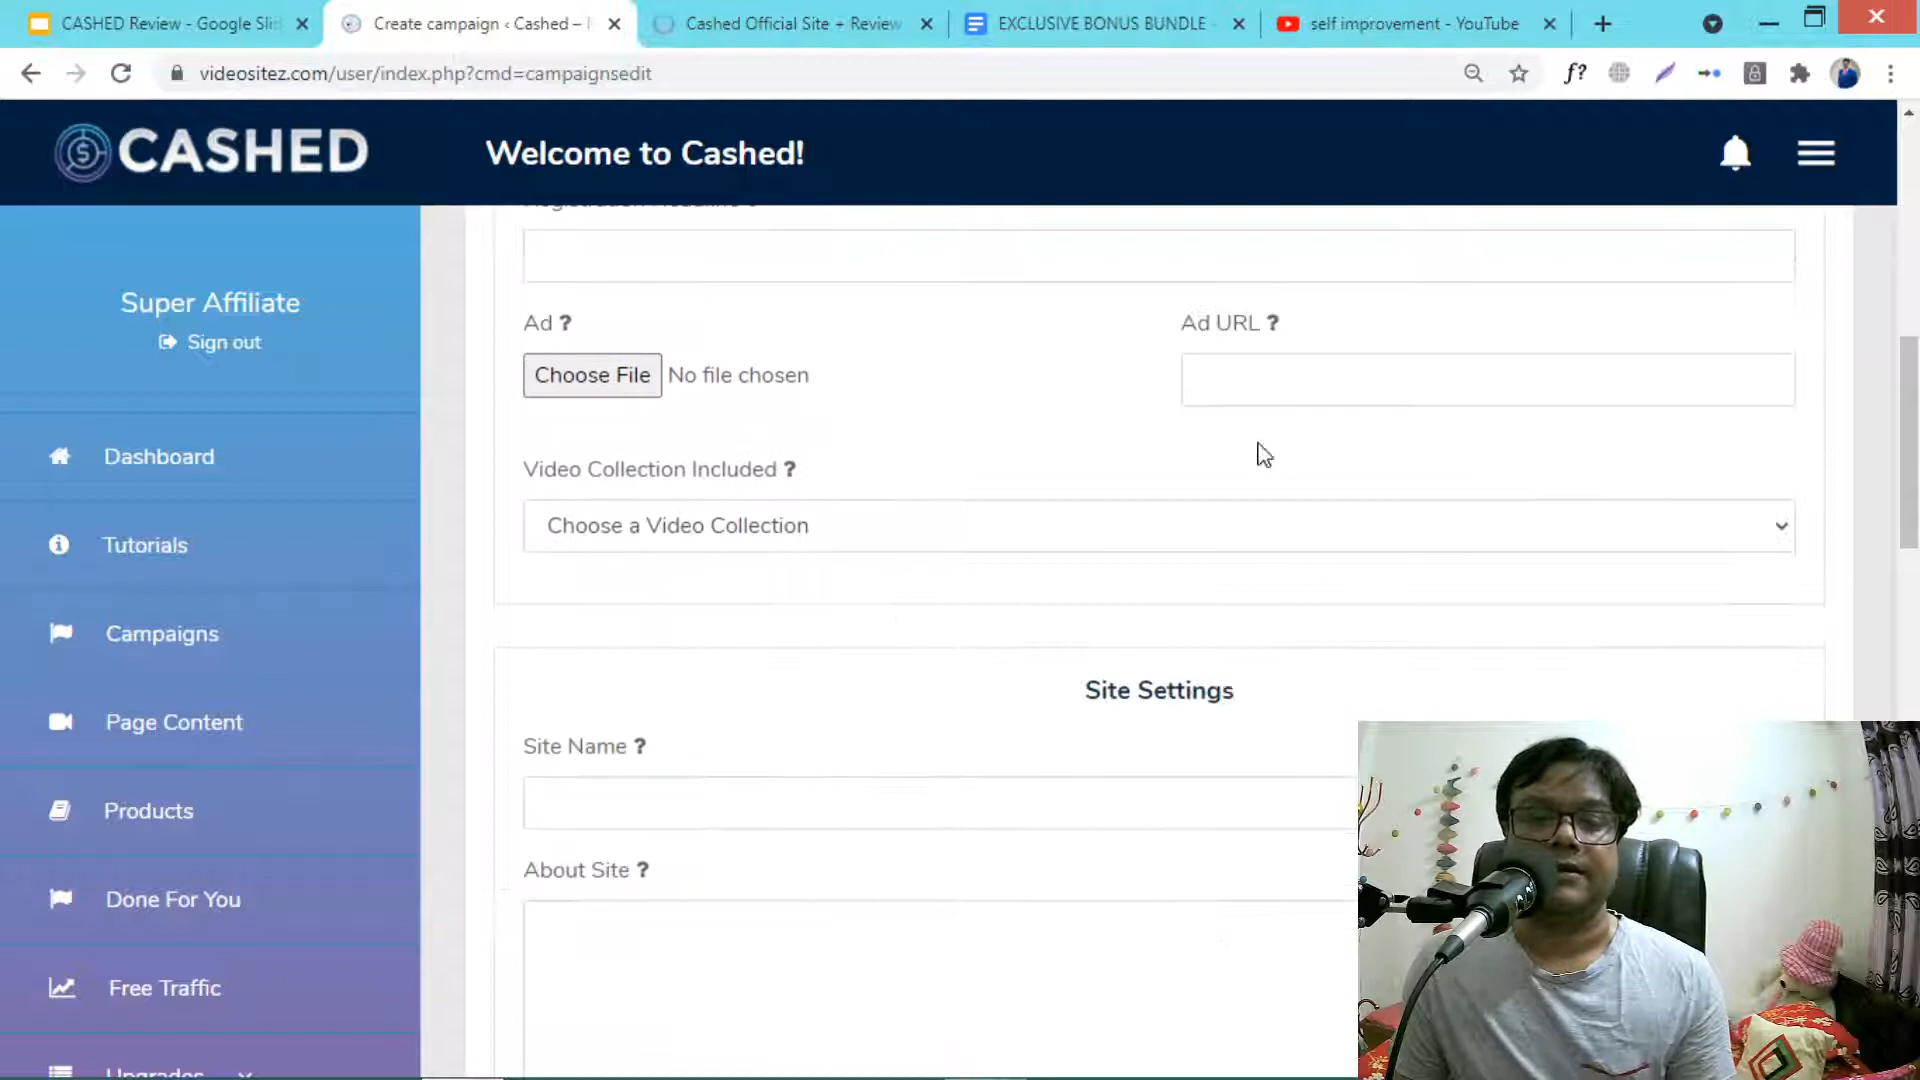 CASHED Review - Google Slid
Create campaign ‹ Cashed –
Cashed Official Site + Review
EXCLUSIVE BONUS BUNDLE -
self improvement - YouTube
videositez.com/user/index.php?cmd=campaignsedit
f?
CASHED
Welcome to Cashed!
Super Affiliate
Sign out
Dashboard
Tutorials
Campaigns
Page Content
Products
Done For You
Free Traffic
Upgrades
Ad ?
Ad URL ?
Choose File No file chosen
Video Collection Included ?
Choose a Video Collection
Site Settings
Site Name ?
About Site ?